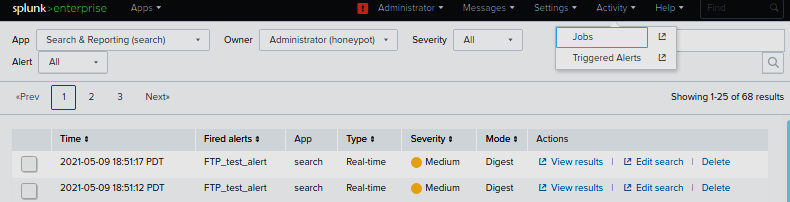 splunk>enterprise Apps Administrator Messages Settings Activity Help Find
App Search & Reporting (search) Owner Administrator (honeypot) Severity All
Jobs
Triggered Alerts
Alert All
«Prev 1 2 3 Next» Showing 1-25 of 68 results
Time Fired alerts App Type Severity Mode Actions
2021-05-09 18:51:17 PDT FTP_test_alert search Real-time Medium Digest View results | Edit search | Delete
2021-05-09 18:51:12 PDT FTP_test_alert search Real-time Medium Digest View results | Edit search | Delete